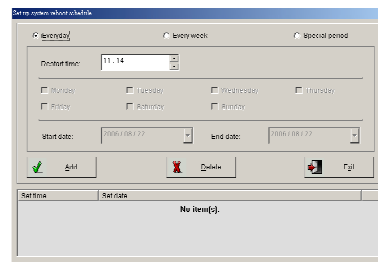 Set up system reboot schedule
Everyday Every week Special period
Restart time: 11:14
Monday Tuesday Wednesday Thursday
Friday Saturday Sunday
Start date: 2006/08/22 End date: 2006/08/22
Add Delete Exit
Set time Set date
No item(s).